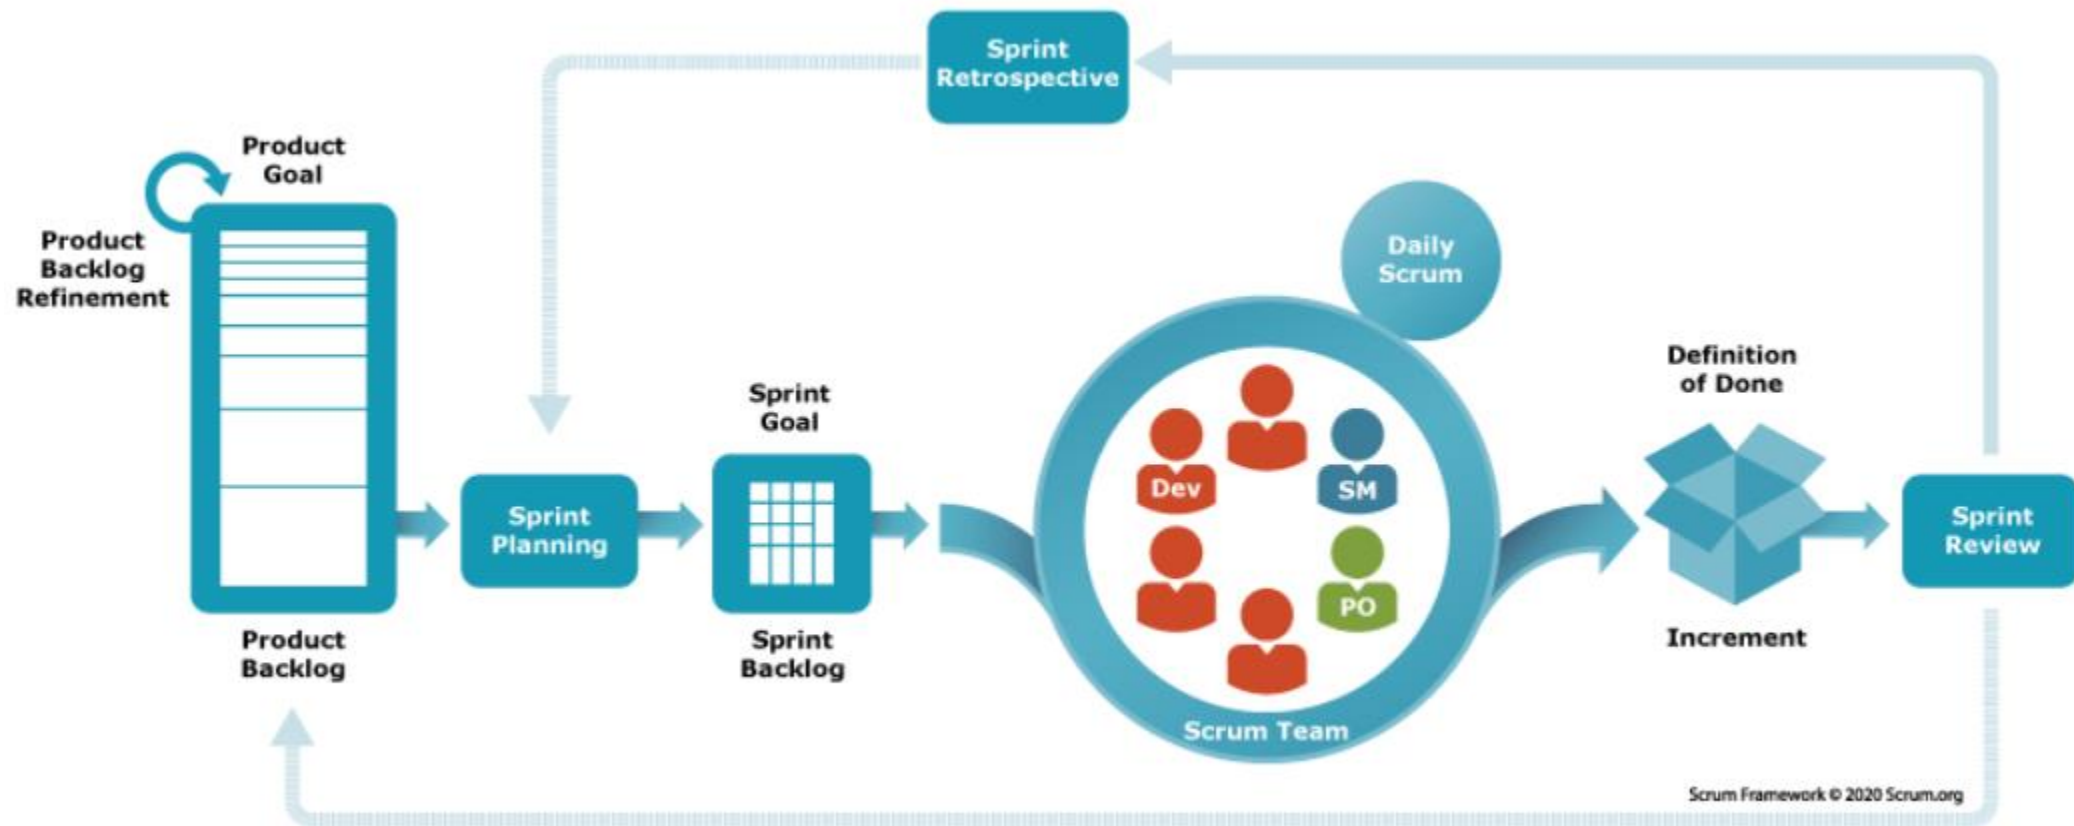 Sprint
Retrospective
Product
Goal
Product
Backlog
Refinement
Daily
Scrum
Definition
of Done
Sprint
Goal
Dev
SM
Sprint
Planning
Sprint
Review
PO
Product
Backlog
Sprint
Backlog
Increment
Scrum Team
Scrum Framework © 2020 Scrum.org